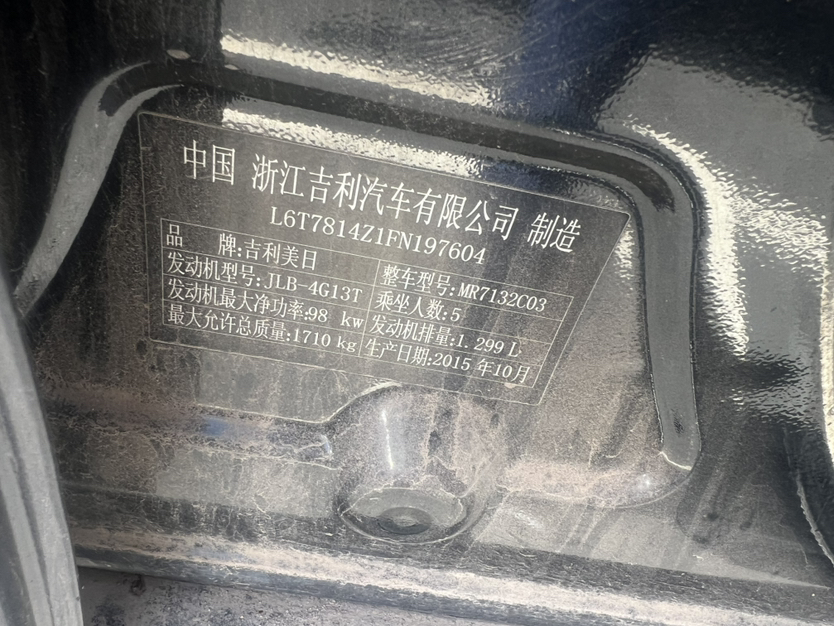 中国 浙江吉利汽车有限公司 制造
L6T7814Z1FN197604
品 牌:吉利美日 整车型号:MR7132C03
发动机型号:JLB-4G13T 乘坐人数:5
发动机最大净功率:98 kw 发动机排量:1.299 L
最大允许总质量:1710 kg 生产日期:2015 年10月